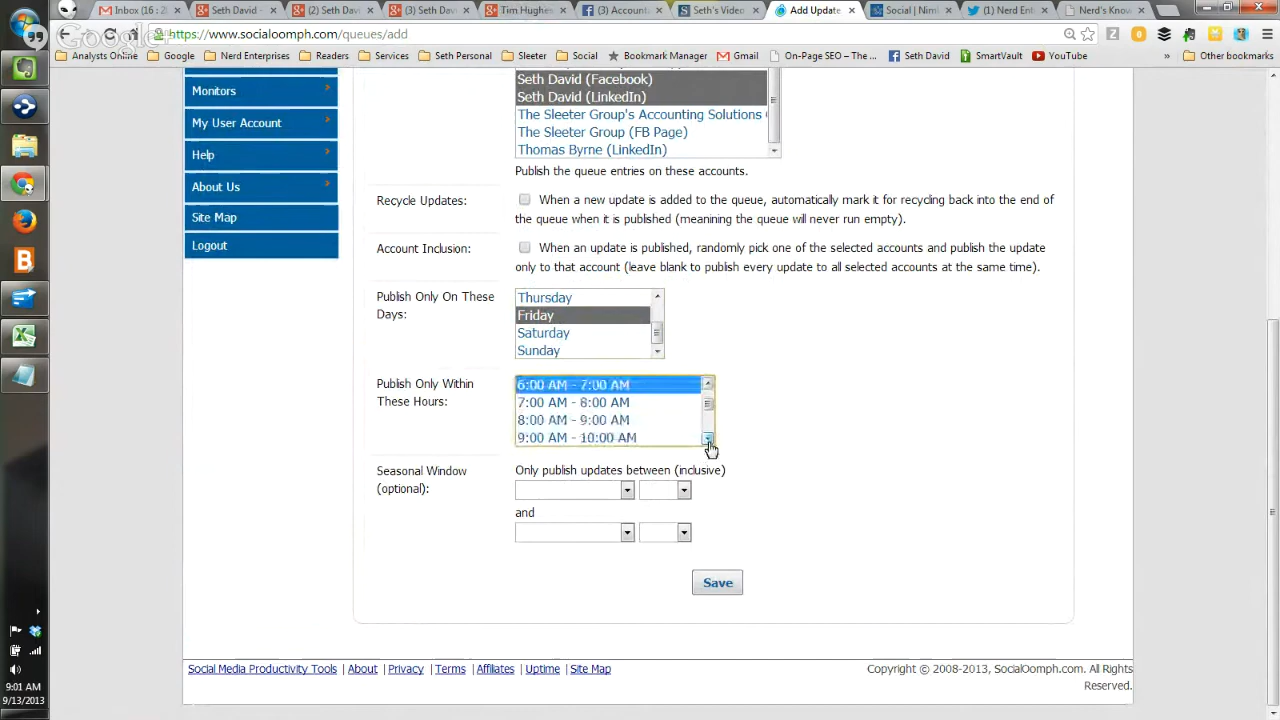 Inbox (16 : 2
Seth David -
(2) Seth Dav
(3) Seth Dav
Tim Hughes
(3) Account
Seth's Video
Add Update
Social | Nim
(1) Nerd Ent
Nerd's Know
Google+
https://www.socialoomph.com/queues/add
Analysts Online
Google
Nerd Enterprises
Readers
Services
Seth Personal
Sleeter
Social
Bookmark Manager
Gmail
On-Page SEO – The ...
Seth David
SmartVault
YouTube
»
Other bookmarks
Monitors
My User Account
Help
About Us
Site Map
Logout
Seth David (Facebook)
Seth David (LinkedIn)
The Sleeter Group's Accounting Solutions
The Sleeter Group (FB Page)
Thomas Byrne (LinkedIn)
Publish the queue entries on these accounts.
Recycle Updates:
When a new update is added to the queue, automatically mark it for recycling back into the end of
the queue when it is published (meanining the queue will never run empty).
Account Inclusion:
When an update is published, randomly pick one of the selected accounts and publish the update
only to that account (leave blank to publish every update to all selected accounts at the same time).
Publish Only On These
Days:
Thursday
Friday
Saturday
Sunday
Publish Only Within
These Hours:
6:00 AM - 7:00 AM
7:00 AM - 8:00 AM
8:00 AM - 9:00 AM
9:00 AM - 10:00 AM
Seasonal Window
(optional):
Only publish updates between (inclusive)
and
Save
Social Media Productivity Tools | About | Privacy | Terms | Affiliates | Uptime | Site Map
Copyright © 2008-2013, SocialOomph.com. All Rights
Reserved.
9:01 AM
9/13/2013